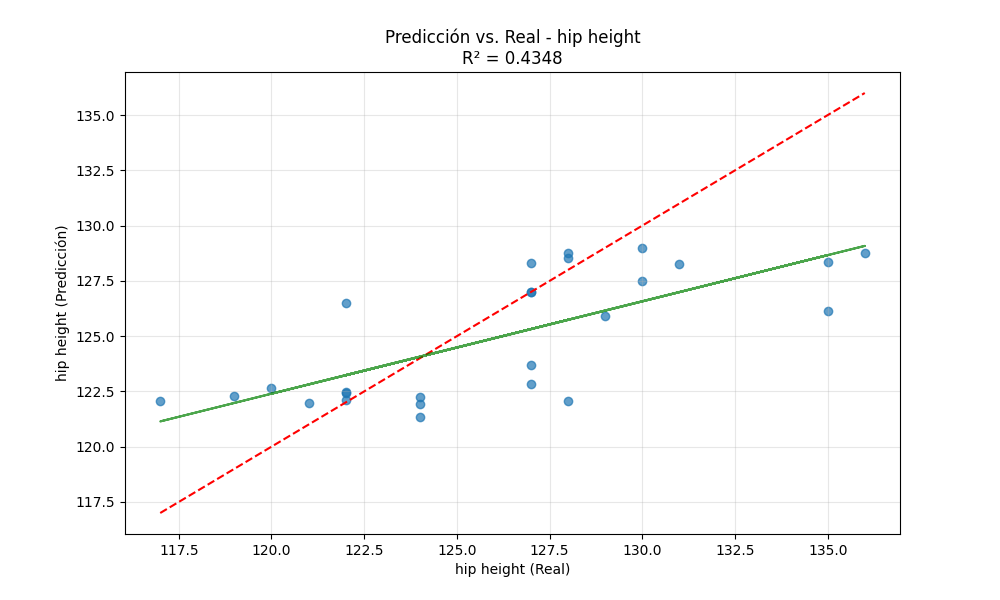 Predicción vs. Real - hip height
R² = 0.4348
hip height (Predicción)
135.0
132.5
130.0
127.5
125.0
122.5
120.0
117.5
117.5 120.0 122.5 125.0 127.5 130.0 132.5 135.0
hip height (Real)